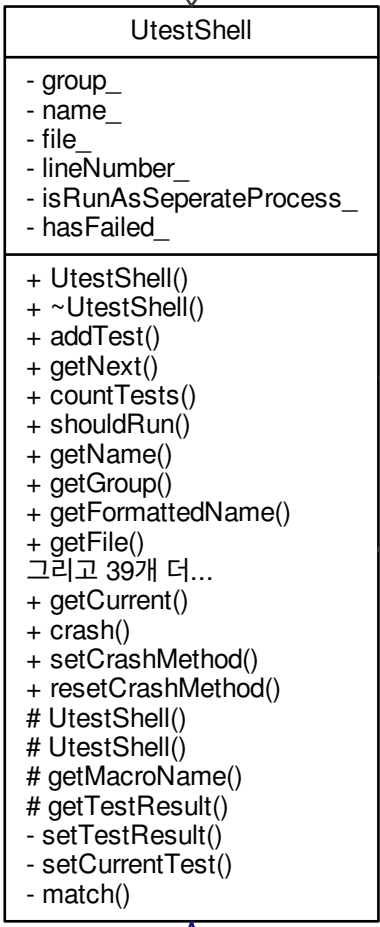 UtestShell
- group_
- name_
- file_
- lineNumber_
- isRunAsSeperateProcess_
- hasFailed_
+ UtestShell()
+ ~UtestShell()
+ addTest()
+ getNext()
+ countTests()
+ shouldRun()
+ getName()
+ getGroup()
+ getFormattedName()
+ getFile()
그리고 39개 더...
+ getCurrent()
+ crash()
+ setCrashMethod()
+ resetCrashMethod()
# UtestShell()
# UtestShell()
# getMacroName()
# getTestResult()
- setTestResult()
- setCurrentTest()
- match()